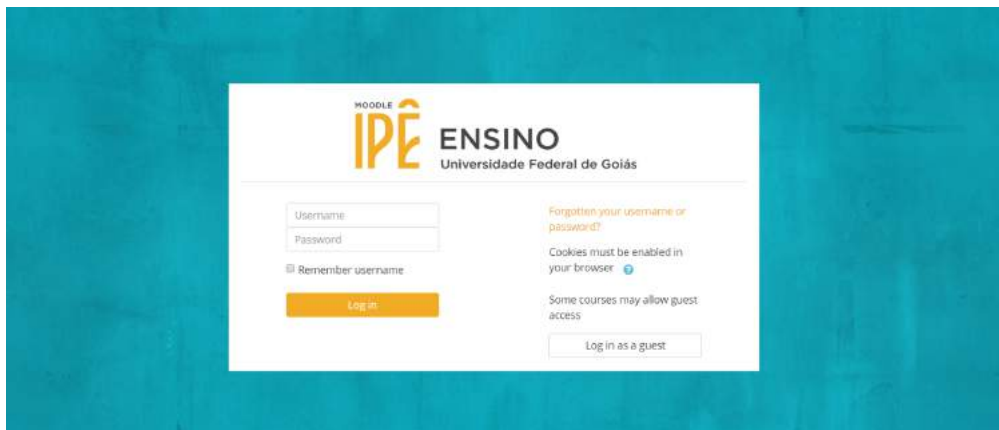 MOODLE
IPÊ ENSINO
Universidade Federal de Goiás
Username
Password
Remember username
Log in
Forgotten your username or
password?
Cookies must be enabled in
your browser ?
Some courses may allow guest
access
Log in as a guest